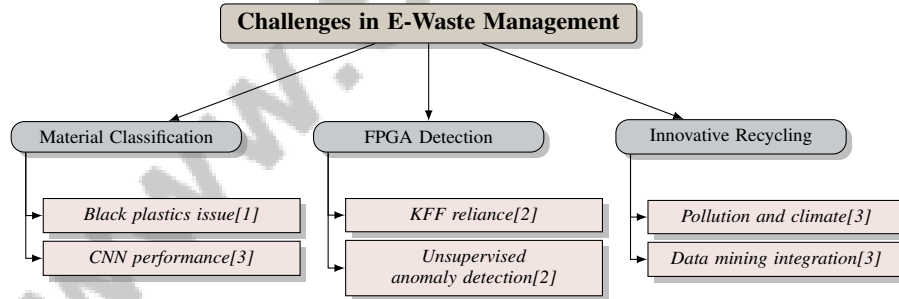 Challenges in E-Waste Management
Material Classification
Black plastics issue[1]
CNN performance[3]
FPGA Detection
KFF reliance[2]
Unsupervised
anomaly detection[2]
Innovative Recycling
Pollution and climate[3]
Data mining integration[3]
www.